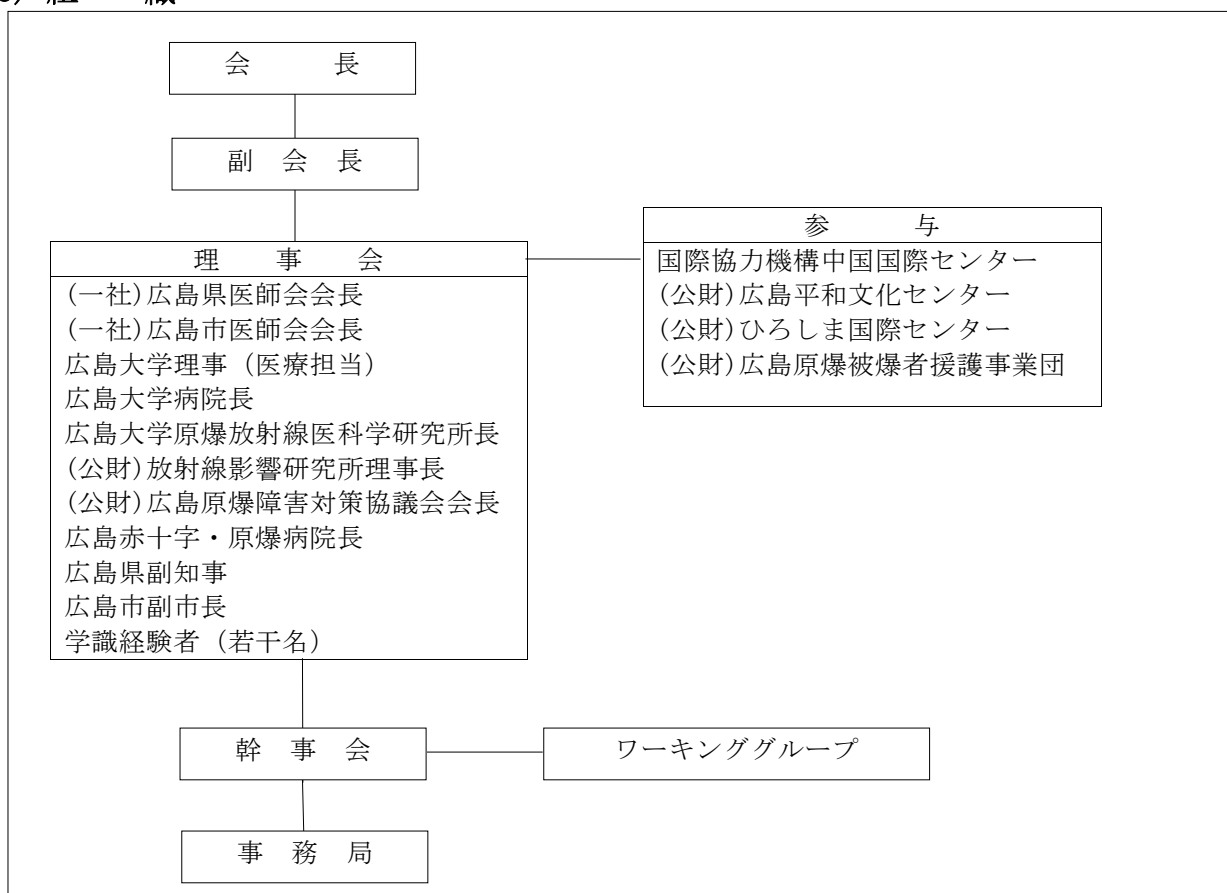 組　　織
会　　長
副　会　長
理　事　会
(一社)広島県医師会会長
(一社)広島市医師会会長
広島大学理事（医療担当）
広島大学病院長
広島大学原爆放射線医科学研究所長
(公財)放射線影響研究所理事長
(公財)広島原爆障害対策協議会会長
広島赤十字・原爆病院長
広島県副知事
広島市副市長
学識経験者（若干名）
参　　与
国際協力機構中国国際センター
(公財)広島平和文化センター
(公財)ひろしま国際センター
(公財)広島原爆被爆者援護事業団
幹　事　会
ワーキンググループ
事　務　局